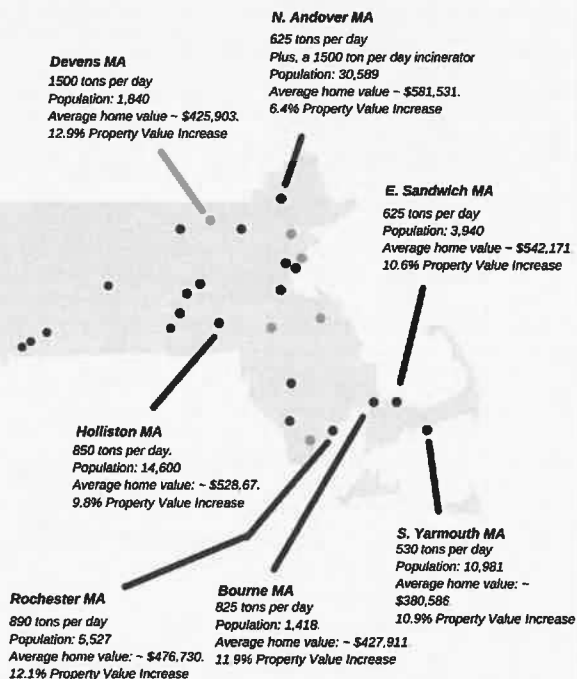 N. Andover MA
625 tons per day
Plus, a 1500 ton per day incinerator
Population: 30,589
Average home value ~ $581,531.
6.4% Property Value Increase
Devens MA
1500 tons per day
Population: 1,840
Average home value ~ $425,903.
12.9% Property Value Increase
E. Sandwich MA
625 tons per day
Population: 3,940
Average home value ~ $542,171
10.6% Property Value Increase
Holliston MA
850 tons per day.
Population: 14,600
Average home value: ~ $528,67.
9.8% Property Value Increase
S. Yarmouth MA
530 tons per day
Population: 10,981
Average home value: ~
$380,586
10.9% Property Value Increase
Rochester MA
890 tons per day
Population: 5,527
Average home value: ~ $476,730.
12.1% Property Value Increase
Bourne MA
825 tons per day
Population: 1,418.
Average home value: ~ $427,911
11.9% Property Value Increase